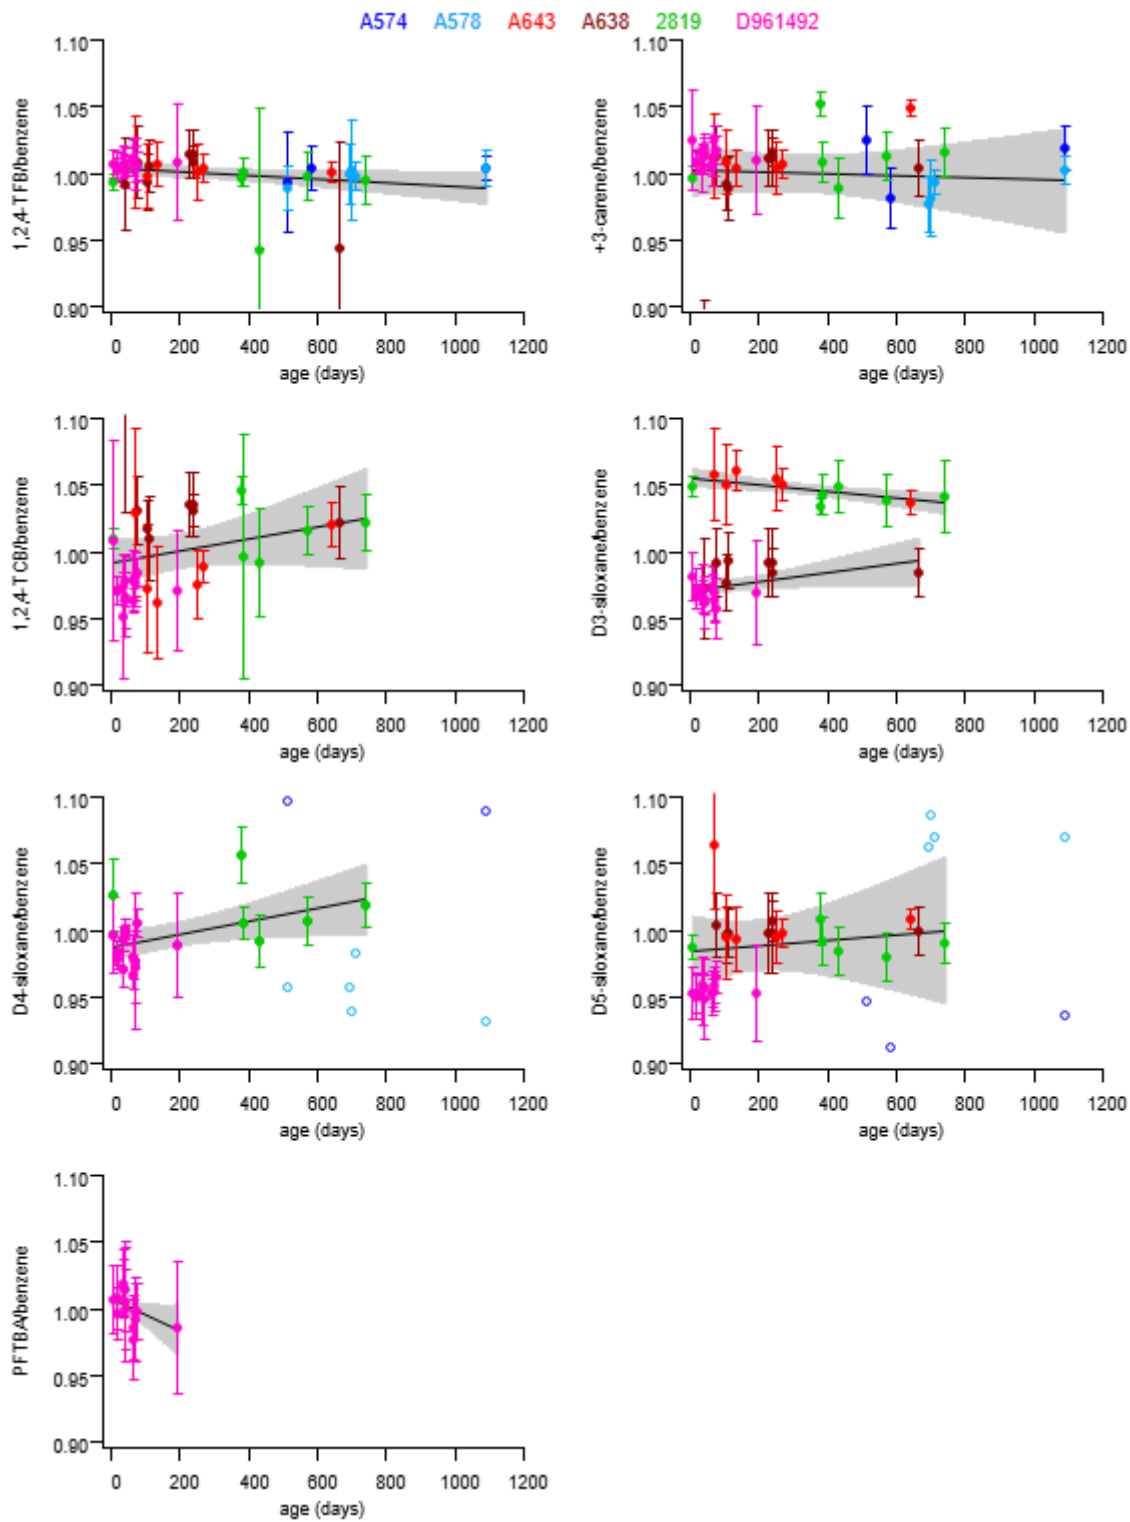 A574 A578 A643 A638 2819 D961492
1,2,4-TFB/benzene
1.10
1.05
1.00
0.95
0.90
0 200 400 600 800 1000 1200
age (days)
+3-carene/benzene
1.10
1.05
1.00
0.95
0.90
0 200 400 600 800 1000 1200
age (days)
1,2,4-TCB/benzene
1.10
1.05
1.00
0.95
0.90
0 200 400 600 800 1000 1200
age (days)
D3-siloxane/benzene
1.10
1.05
1.00
0.95
0.90
0 200 400 600 800 1000 1200
age (days)
D4-siloxane/benzene
1.10
1.05
1.00
0.95
0.90
0 200 400 600 800 1000 1200
age (days)
D5-siloxane/benzene
1.10
1.05
1.00
0.95
0.90
0 200 400 600 800 1000 1200
age (days)
PFTBA/benzene
1.10
1.05
1.00
0.95
0.90
0 200 400 600 800 1000 1200
age (days)